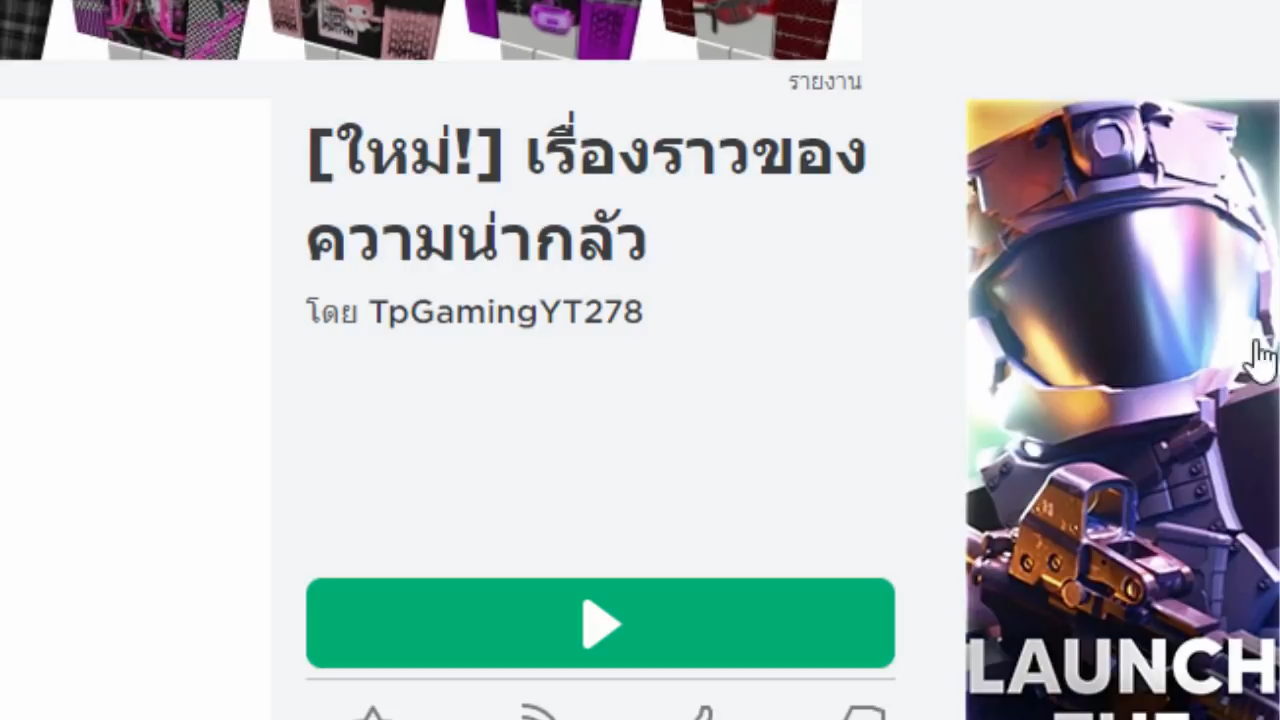 รายงาน
[ใหม่!] เรื่องราวของ
ความน่ากลัว
โดย TpGamingYT278
LAUNCH